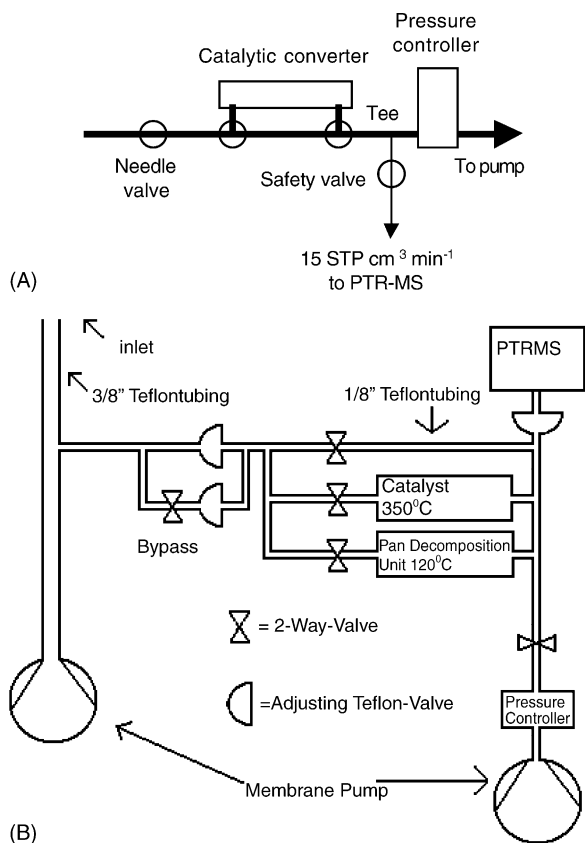 Pressure
controller
Catalytic converter
Tee
Needle
valve
Safety valve
To pump
15 STP cm ³ min⁻¹
to PTR-MS
(A)
inlet
PTRMS
3/8” Teflontubing
1/8” Teflontubing
Catalyst
350⁰C
Bypass
Pan Decomposition
Unit 120⁰C
= 2-Way-Valve
=Adjusting Teflon-Valve
Pressure
Controller
Membrane Pump
(B)